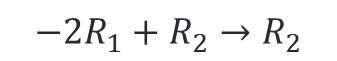 −2R₁ + R₂ → R₂